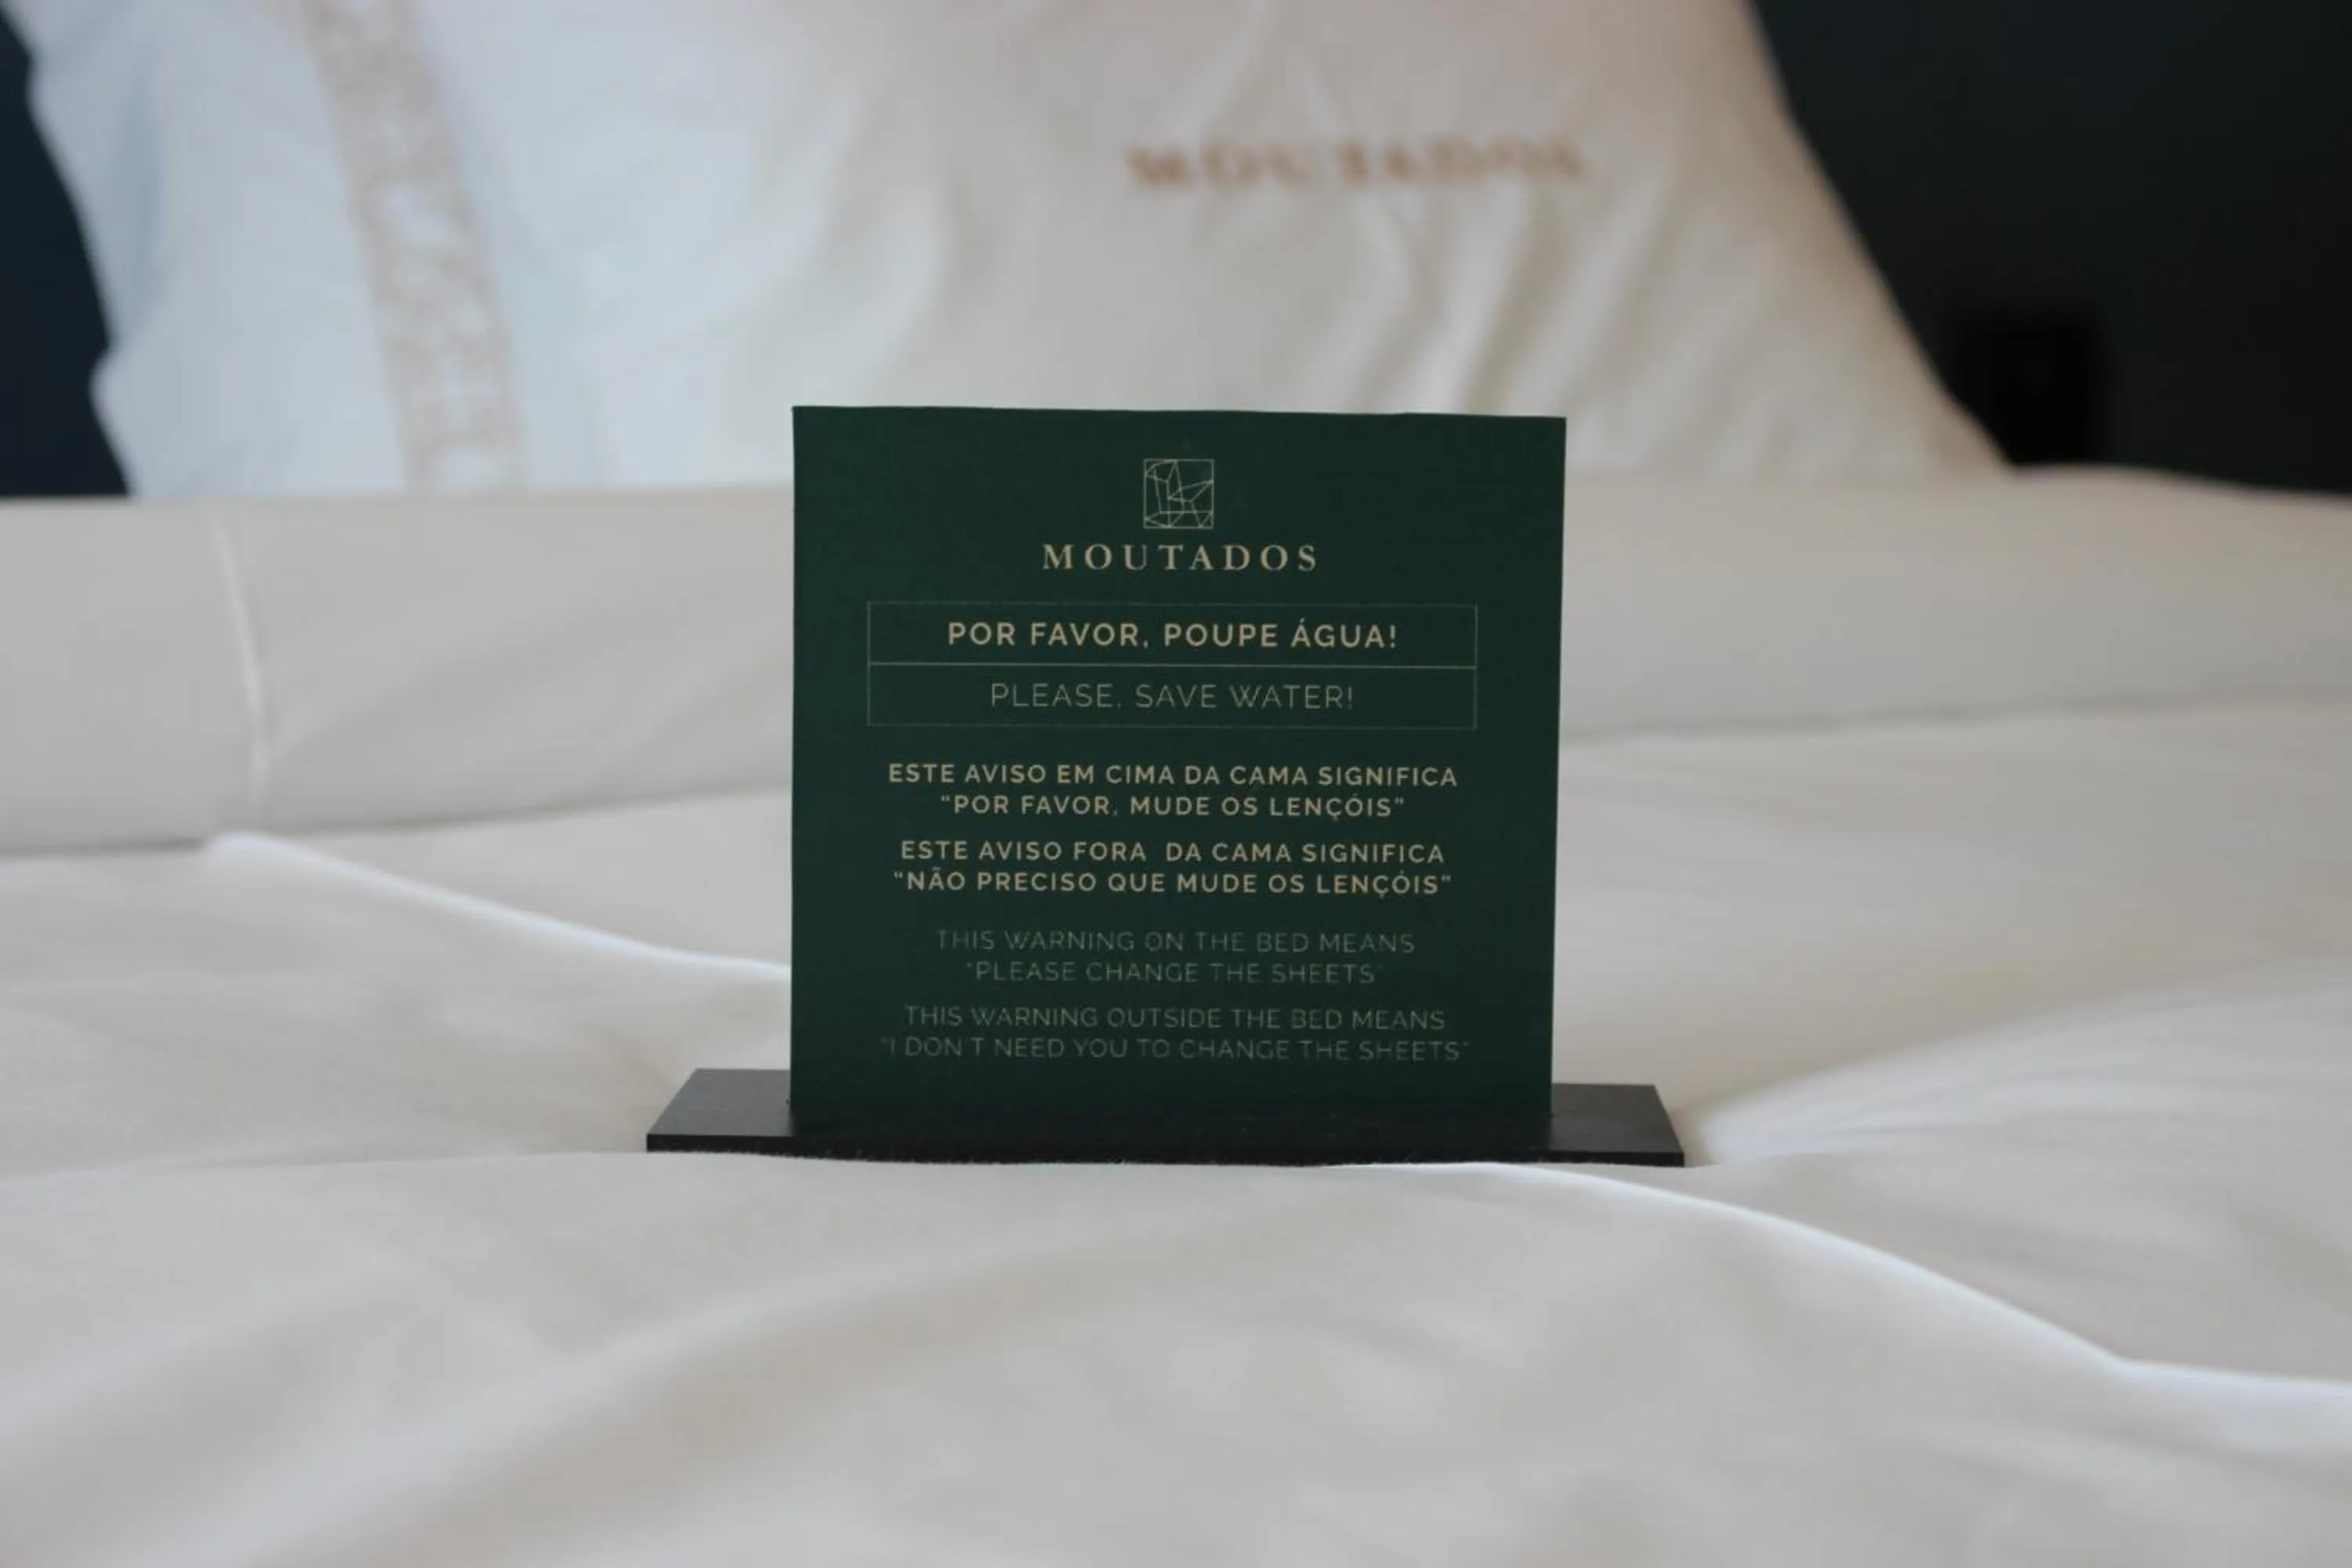 MOUTADOS
MOUTADOS
POR FAVOR, POUPE ÁGUA!
PLEASE, SAVE WATER!
ESTE AVISO EM CIMA DA CAMA SIGNIFICA
"POR FAVOR, MUDE OS LENÇÓIS"
ESTE AVISO FORA DA CAMA SIGNIFICA
"NÃO PRECISO QUE MUDE OS LENÇÓIS"
THIS WARNING ON THE BED MEANS
"PLEASE CHANGE THE SHEETS"
THIS WARNING OUTSIDE THE BED MEANS
"I DON'T NEED YOU TO CHANGE THE SHEETS"